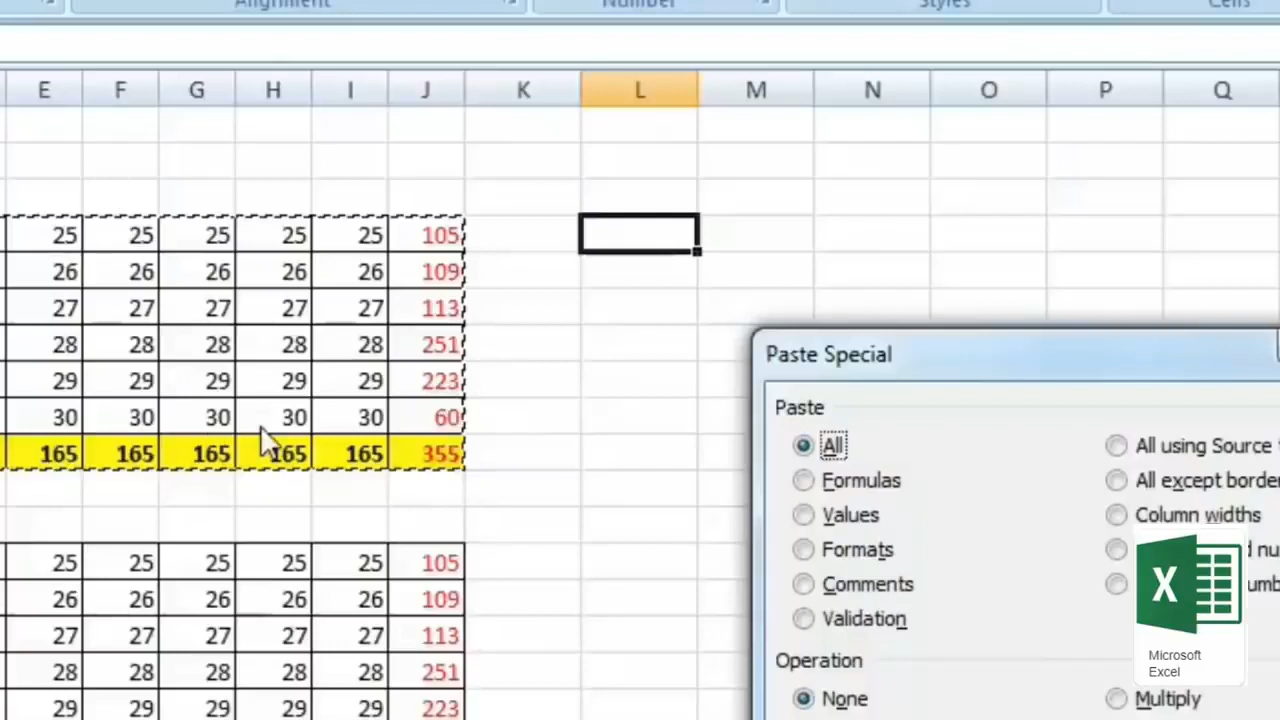 Alignment Number Styles Cells
E F G H I J K L M N O P Q
25 25 25 25 25 105
26 26 26 26 26 109
27 27 27 27 27 113
28 28 28 28 28 251
29 29 29 29 29 223
30 30 30 30 30 60
165 165 165 165 165 355
25 25 25 25 25 105
26 26 26 26 26 109
27 27 27 27 27 113
28 28 28 28 28 251
29 29 29 29 29 223
Paste Special
Paste
All All using Source
Formulas All except
Values Column widths
Formats
Comments
Validation
Operation
None Multiply
X
Microsoft
Excel